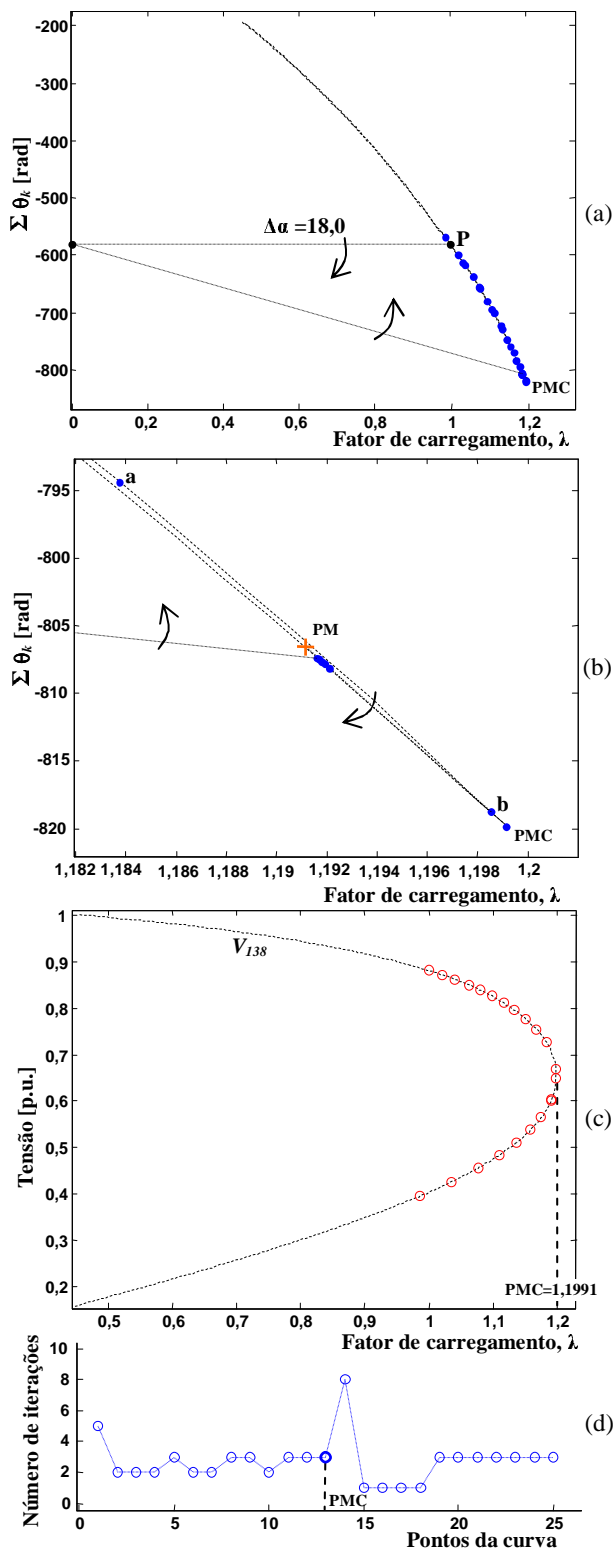 -200
-300
-400
-500
-600
-700
-800
Σ θk [rad]
Δα =18,0
P
PMC
(a)
0 0,2 0,4 0,6 0,8 1 1,2
Fator de carregamento, λ
-795
-800
-805
-810
-815
-820
Σ θk [rad]
a
PM
b
PMC
(b)
1,182 1,184 1,186 1,188 1,19 1,192 1,194 1,196 1,198 1,2
Fator de carregamento, λ
1
0,9
0,8
0,7
0,6
0,5
0,4
0,3
0,2
Tensão [p.u.]
V138
(c)
PMC=1,1991
0,5 0,6 0,7 0,8 0,9 1 1,1 1,2
Fator de carregamento, λ
10
8
6
4
2
0
Número de iterações
(d)
PMC
0 5 10 15 20 25
Pontos da curva